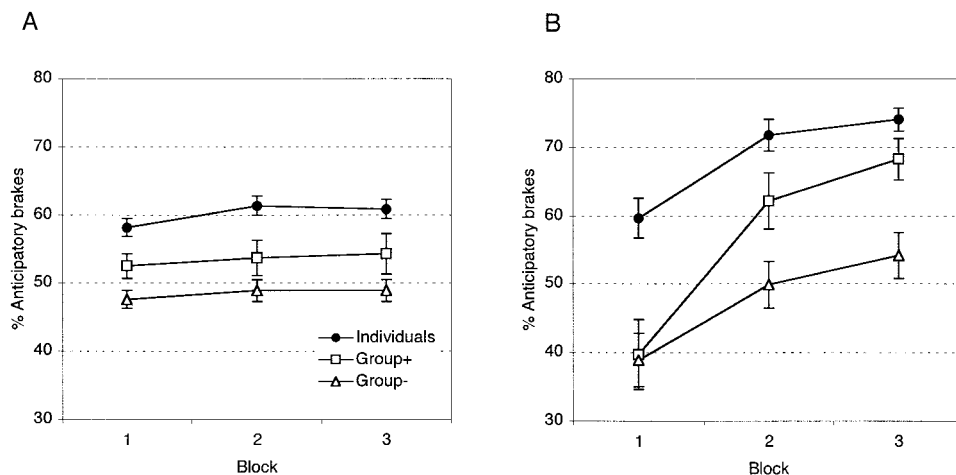 A
80
70
60
50
40
30
% Anticipatory brakes
Individuals
Group+
Group-
1
2
3
Block
B
80
70
60
50
40
30
% Anticipatory brakes
1
2
3
Block